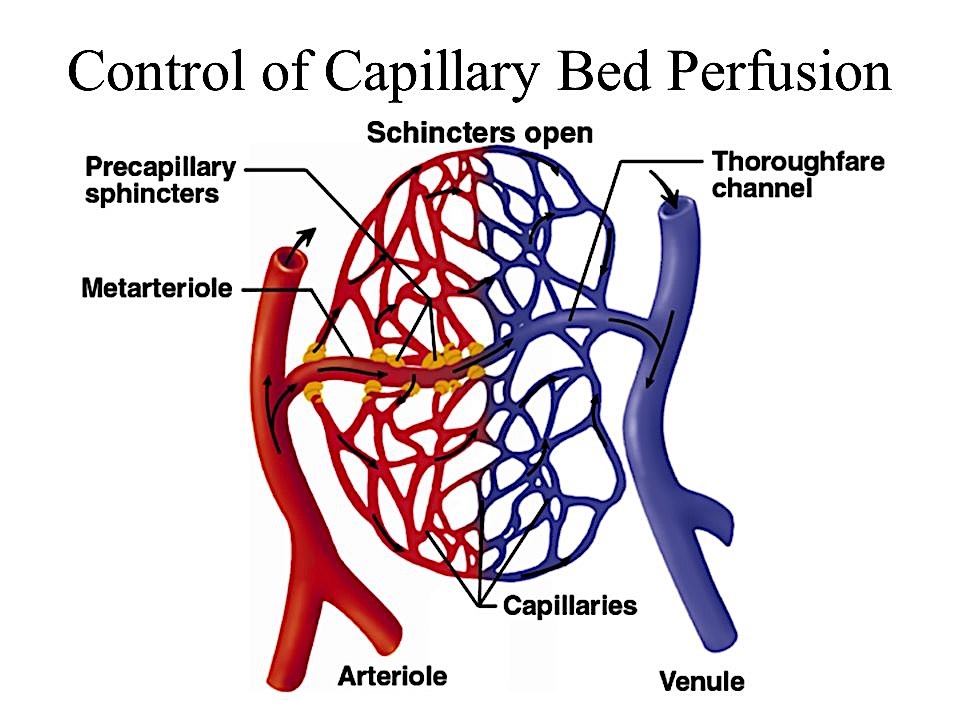 Control of Capillary Bed Perfusion
Schincters open
Precapillary
sphincters
Thoroughfare
channel
Metarteriole
Capillaries
Arteriole
Venule